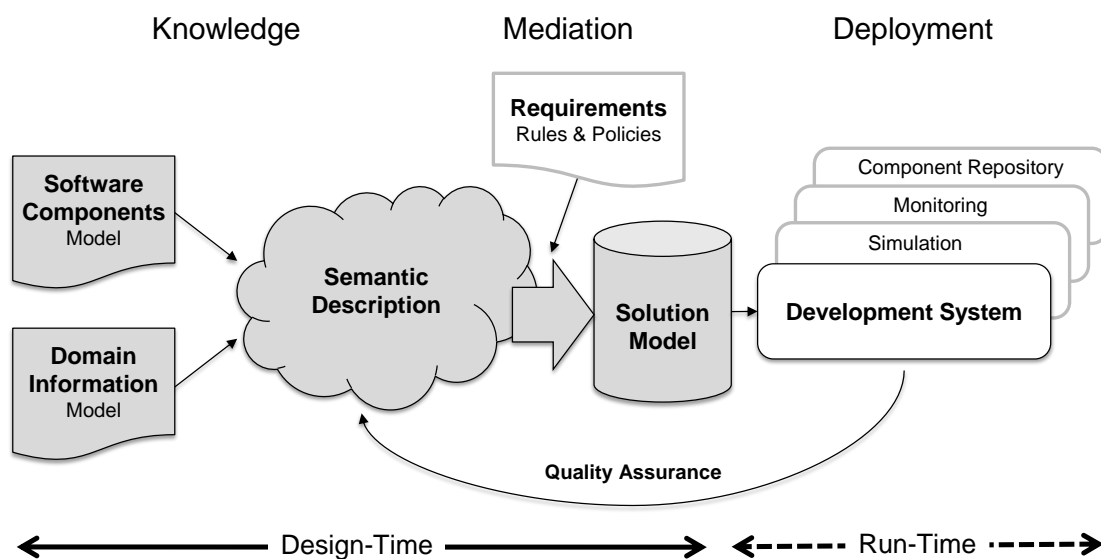 Knowledge
Mediation
Deployment
Requirements
Rules & Policies
Software
Components
Model
Component Repository
Monitoring
Simulation
Semantic
Description
Solution
Model
Development System
Domain
Information
Model
Quality Assurance
Design-Time
Run-Time